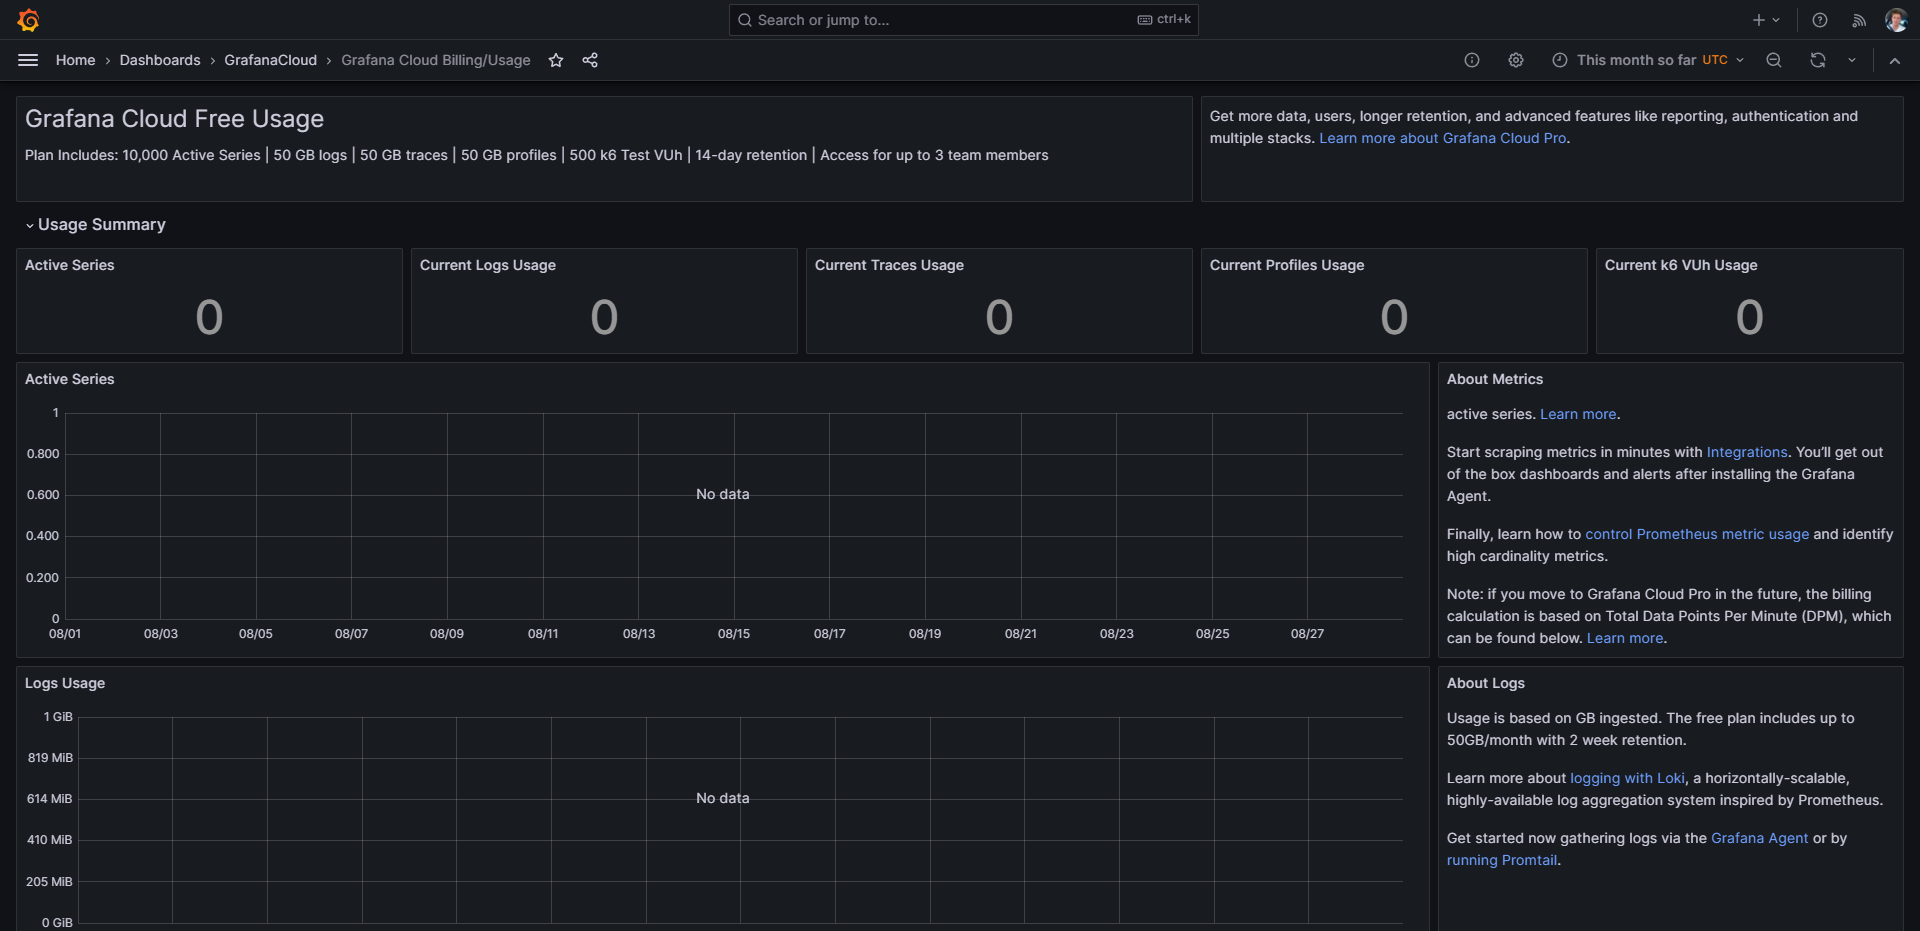 Search or jump to...
ctrl+k
Home
Dashboards
GrafanaCloud
Grafana Cloud Billing/Usage
This month so far UTC
Grafana Cloud Free Usage
Plan Includes: 10,000 Active Series | 50 GB logs | 50 GB traces | 50 GB profiles | 500 k6 Test VUh | 14-day retention | Access for up to 3 team members
Get more data, users, longer retention, and advanced features like reporting, authentication and
multiple stacks. Learn more about Grafana Cloud Pro.
Usage Summary
Active Series
0
Current Logs Usage
0
Current Traces Usage
0
Current Profiles Usage
0
Current k6 VUh Usage
0
Active Series
1
0.800
0.600
0.400
0.200
0
No data
08/01 08/03 08/05 08/07 08/09 08/11 08/13 08/15 08/17 08/19 08/21 08/23 08/25 08/27
About Metrics
active series. Learn more.
Start scraping metrics in minutes with Integrations. You'll get out
of the box dashboards and alerts after installing the Grafana
Agent.
Finally, learn how to control Prometheus metric usage and identify
high cardinality metrics.
Note: if you move to Grafana Cloud Pro in the future, the billing
calculation is based on Total Data Points Per Minute (DPM), which
can be found below. Learn more.
Logs Usage
1 GiB
819 MiB
614 MiB
410 MiB
205 MiB
0 GiB
No data
About Logs
Usage is based on GB ingested. The free plan includes up to
50GB/month with 2 week retention.
Learn more about logging with Loki, a horizontally-scalable,
highly-available log aggregation system inspired by Prometheus.
Get started now gathering logs via the Grafana Agent or by
running Promtail.